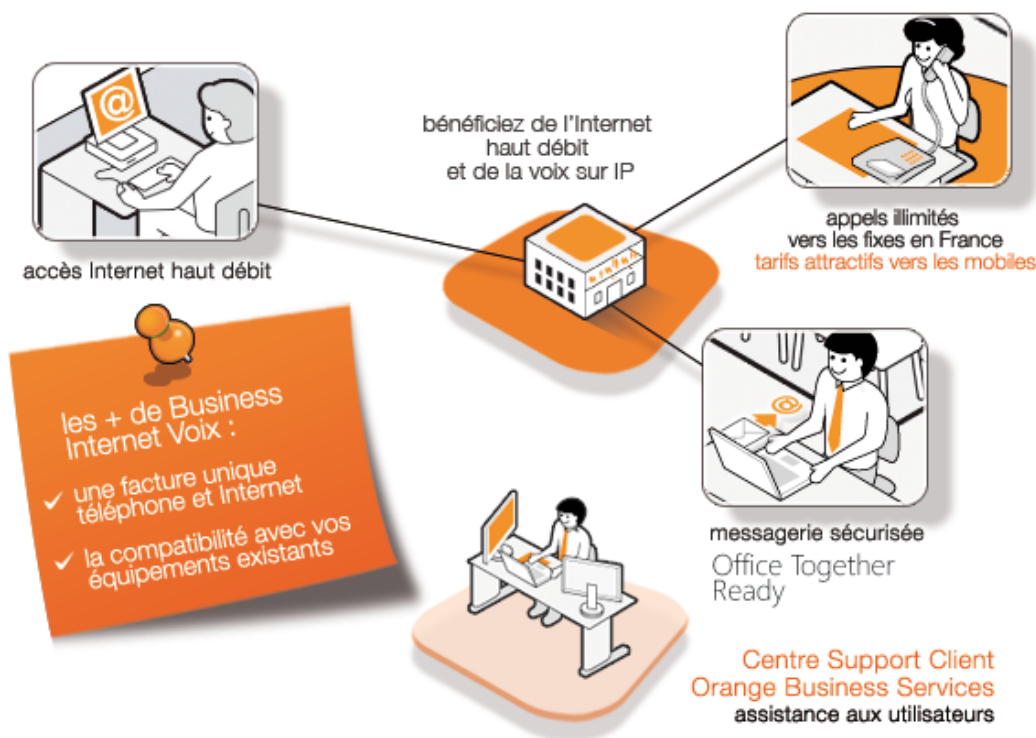 @
accès Internet haut débit
bénéficiez de l'Internet
haut débit
et de la voix sur IP
appels illimités
vers les fixes en France
tarifs attractifs vers les mobiles
les + de Business
Internet Voix :
✓ une facture unique
téléphone et Internet
✓ la compatibilité avec vos
équipements existants
@
messagerie sécurisée
Office Together
Ready
Centre Support Client
Orange Business Services
assistance aux utilisateurs